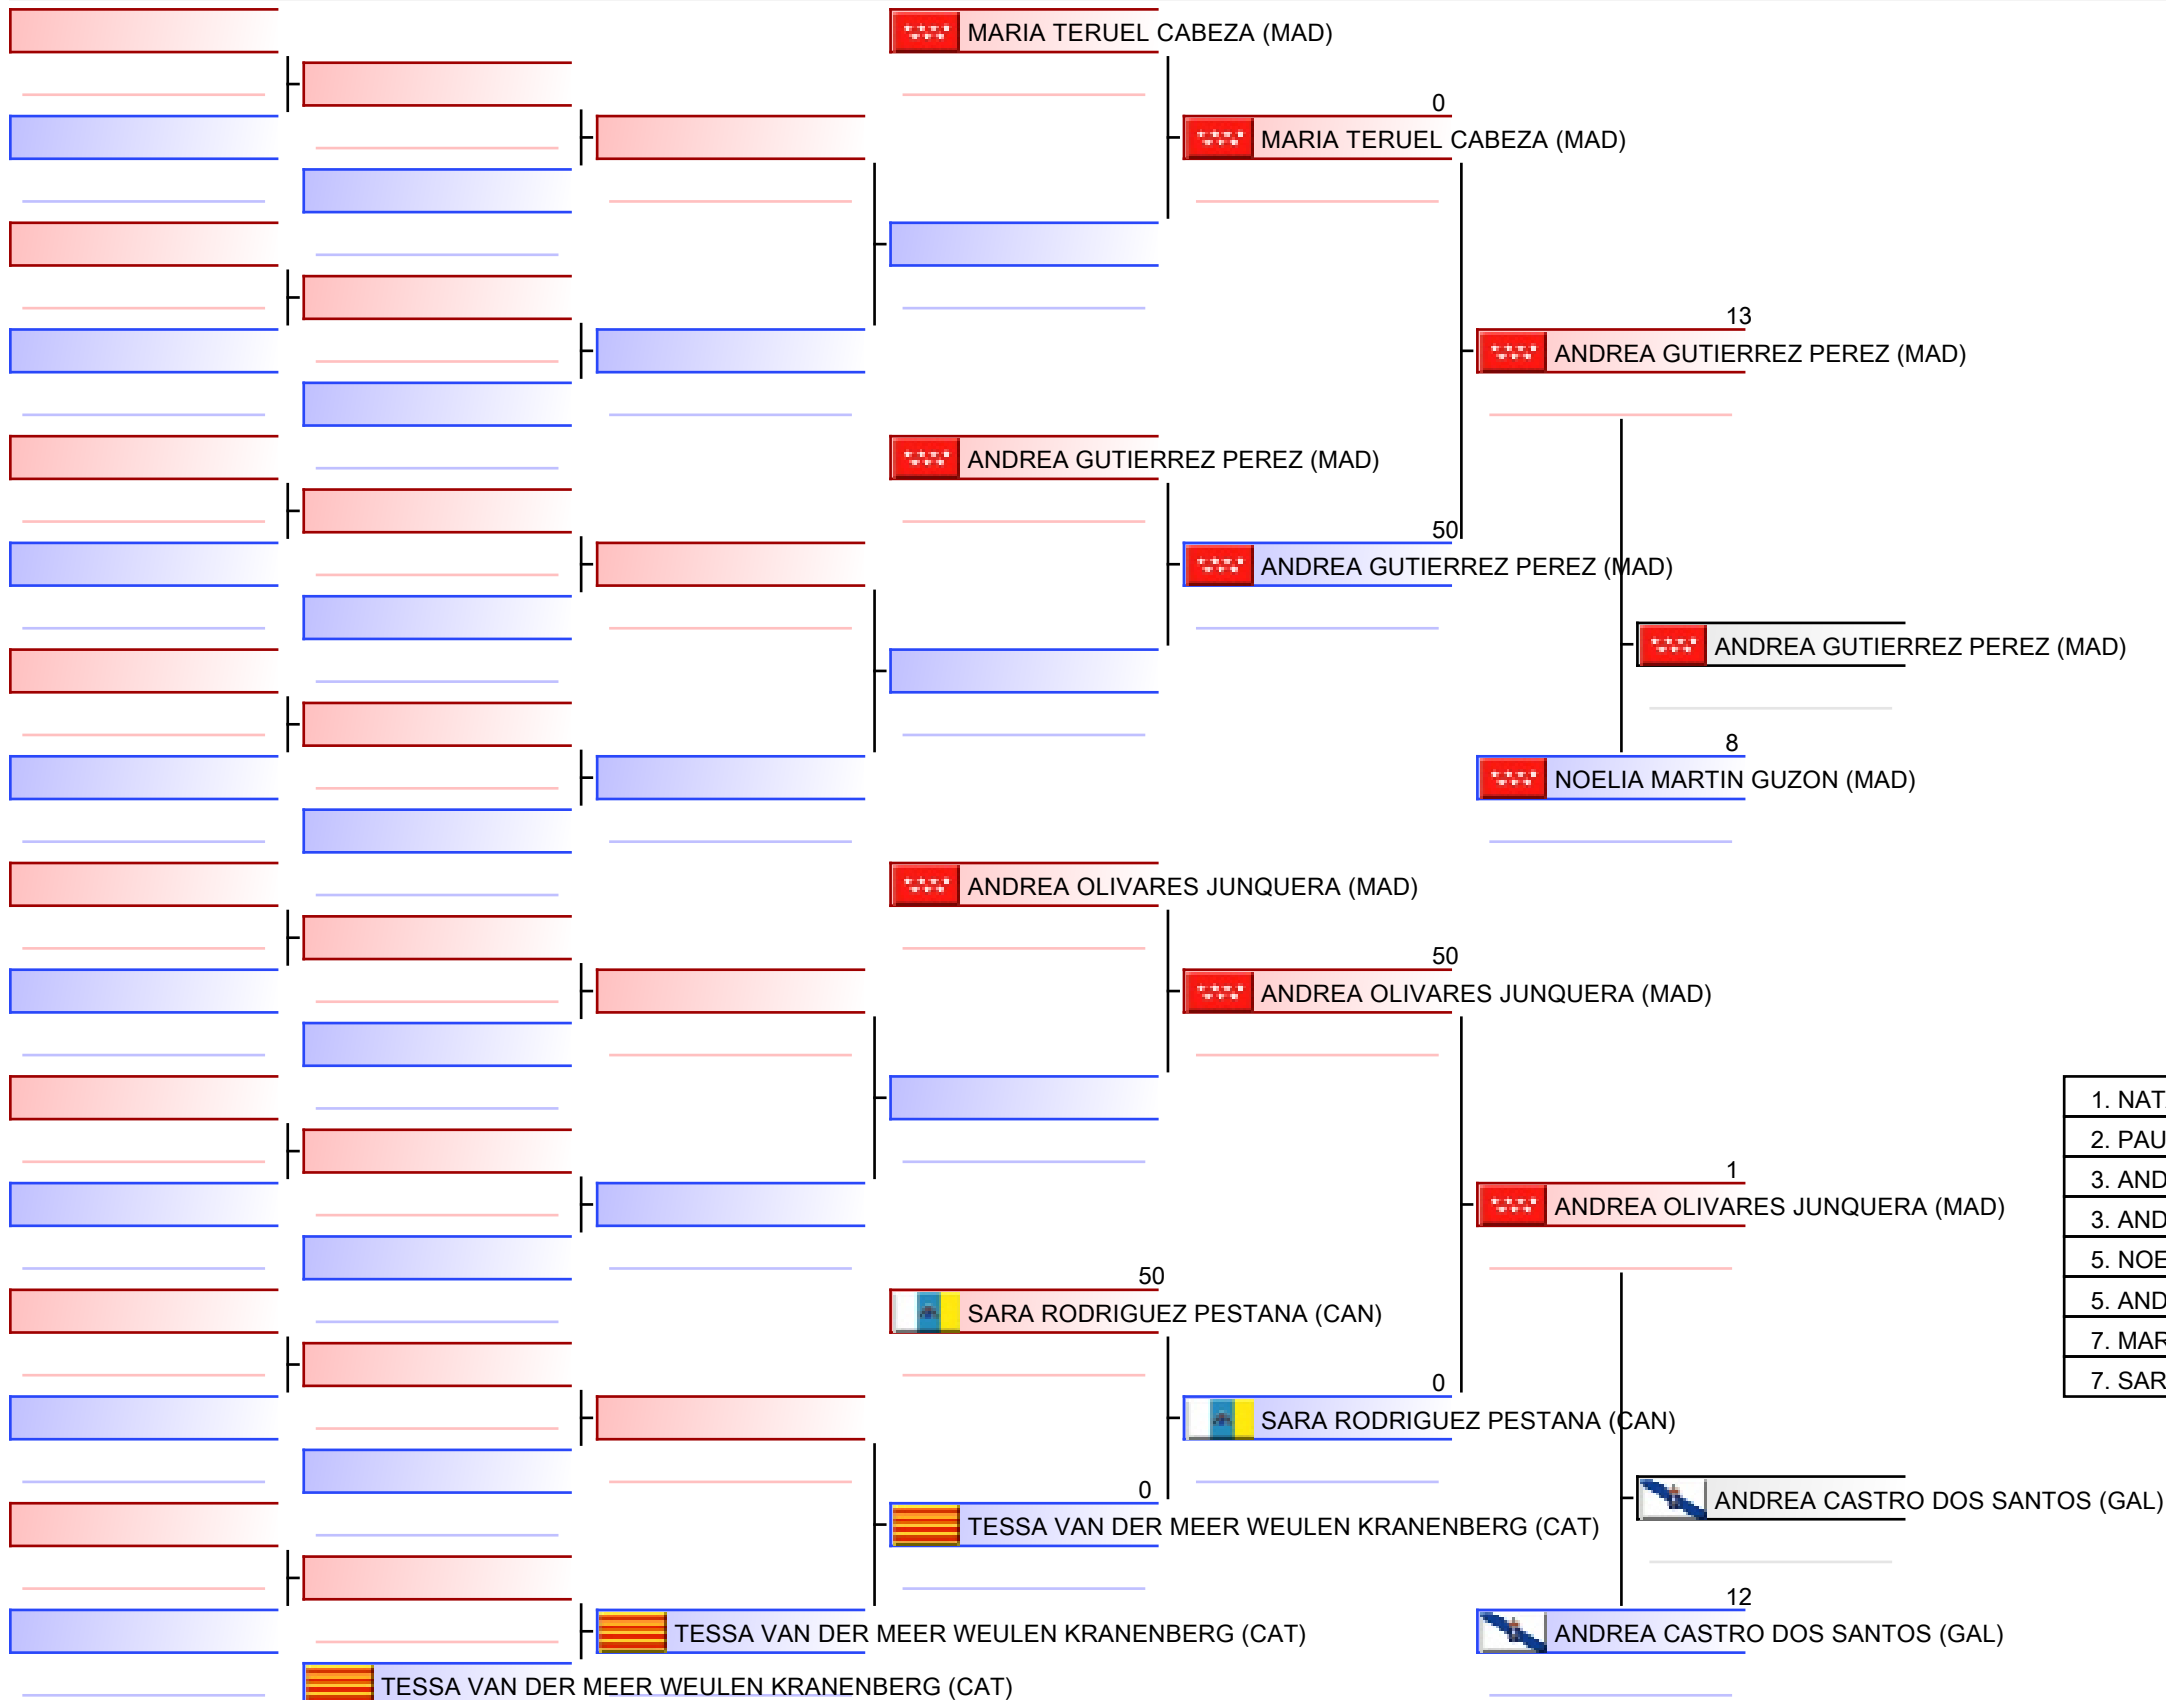 MARIA TERUEL CABEZA (MAD)
0
MARIA TERUEL CABEZA (MAD)
13
ANDREA GUTIERREZ PEREZ (MAD)
ANDREA GUTIERREZ PEREZ (MAD)
50
ANDREA GUTIERREZ PEREZ (MAD)
ANDREA GUTIERREZ PEREZ (MAD)
8
NOELIA MARTIN GUZON (MAD)
ANDREA OLIVARES JUNQUERA (MAD)
50
ANDREA OLIVARES JUNQUERA (MAD)
1. NAT
2. PAU
3. AND
1
ANDREA OLIVARES JUNQUERA (MAD)
3. AND
5. NOE
5. AND
50
SARA RODRIGUEZ PESTANA (CAN)
7. MAR
7. SAR
0
SARA RODRIGUEZ PESTANA (CAN)
0
TESSA VAN DER MEER WEULEN KRANENBERG (CAT)
ANDREA CASTRO DOS SANTOS (GAL)
12
TESSA VAN DER MEER WEULEN KRANENBERG (CAT)
ANDREA CASTRO DOS SANTOS (GAL)
TESSA VAN DER MEER WEULEN KRANENBERG (CAT)